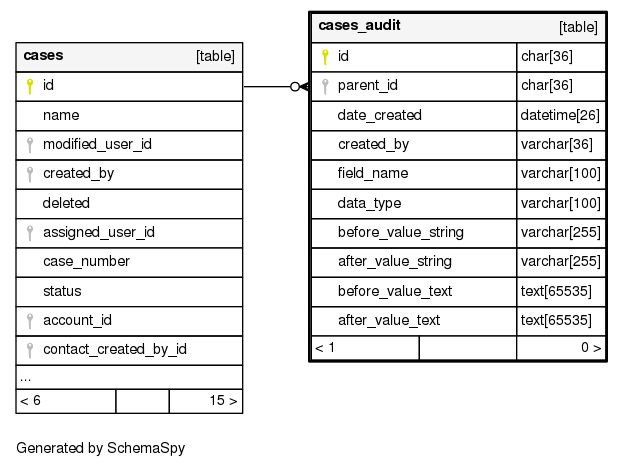 cases [table]
id
name
modified_user_id
created_by
deleted
assigned_user_id
case_number
status
account_id
contact_created_by_id
...
< 6 15 >
cases_audit [table]
id char[36]
parent_id char[36]
date_created datetime[26]
created_by varchar[36]
field_name varchar[100]
data_type varchar[100]
before_value_string varchar[255]
after_value_string varchar[255]
before_value_text text[65535]
after_value_text text[65535]
< 1 0 >
Generated by SchemaSpy